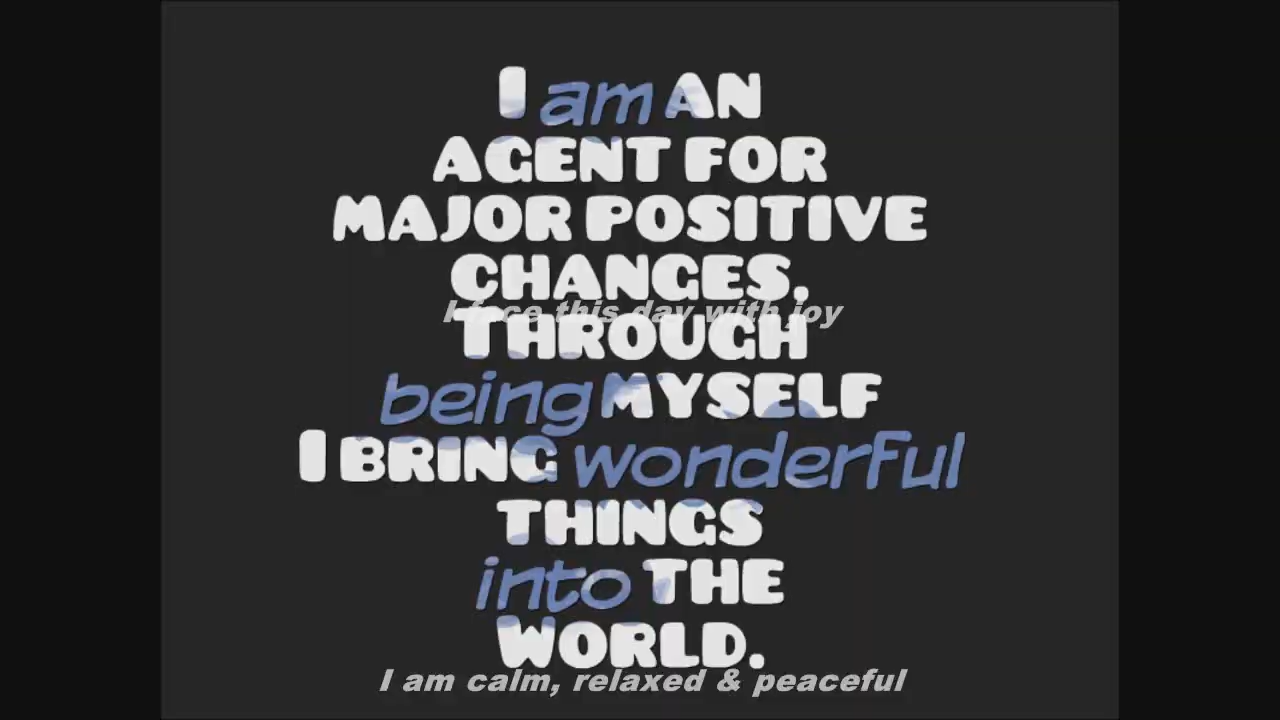 I am AN
AGENT FOR
MAJOR POSITIVE
CHANGES.
I face this day with joy
THROUGH
being MYSELF
I BRING wonderful
THINGS
into THE
WORLD.
I am calm, relaxed & peaceful